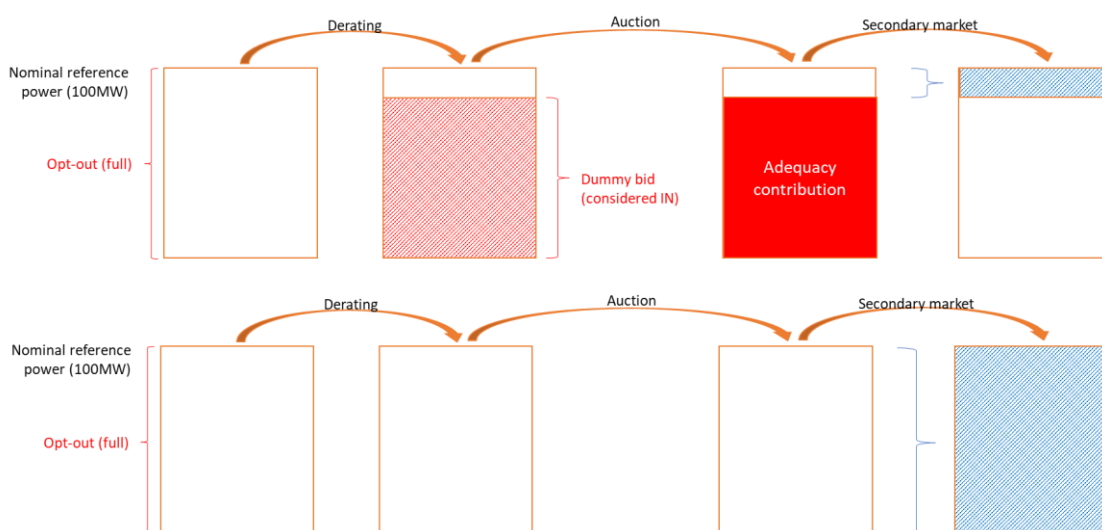 Derating
Auction
Secondary market
Nominal reference
power (100MW)
Opt-out (full)
Dummy bid
(considered IN)
Adequacy
contribution
Derating
Auction
Secondary market
Nominal reference
power (100MW)
Opt-out (full)